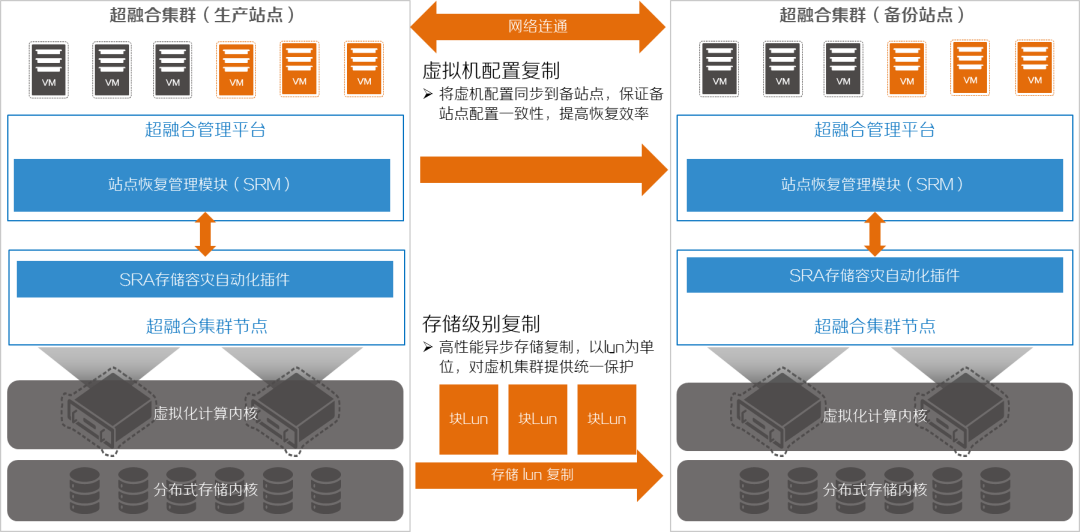 超融合集群（生产站点）
VM
VM
VM
VM
VM
VM
超融合管理平台
站点恢复管理模块（SRM）
SRA存储容灾自动化插件
超融合集群节点
虚拟化计算内核
分布式存储内核
网络连通
虚拟机配置复制
将虚机配置同步到备站点，保证备
站点配置一致性，提高恢复效率
存储级别复制
高性能异步存储复制，以lun为单
位，对虚机集群提供统一保护
块Lun
块Lun
块Lun
存储 lun 复制
超融合集群（备份站点）
VM
VM
VM
VM
VM
VM
超融合管理平台
站点恢复管理模块（SRM）
SRA存储容灾自动化插件
超融合集群节点
虚拟化计算内核
分布式存储内核